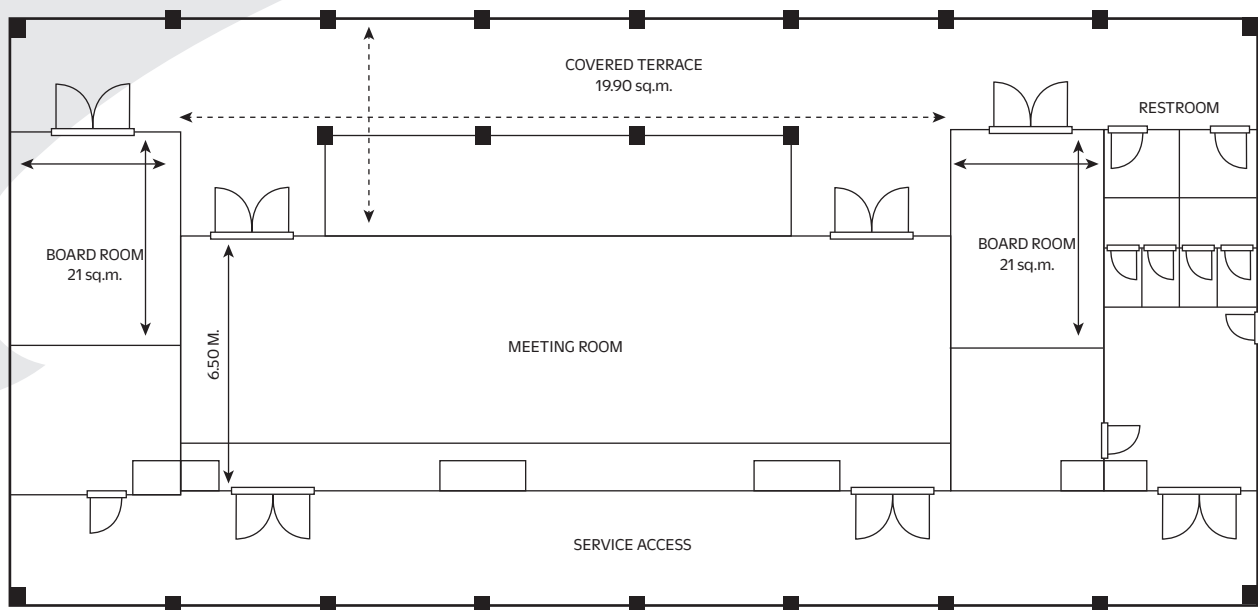 COVERED TERRACE
19.90 sq.m.
RESTROOM
BOARD ROOM
21 sq.m.
BOARD ROOM
21 sq.m.
6.50 M.
MEETING ROOM
SERVICE ACCESS